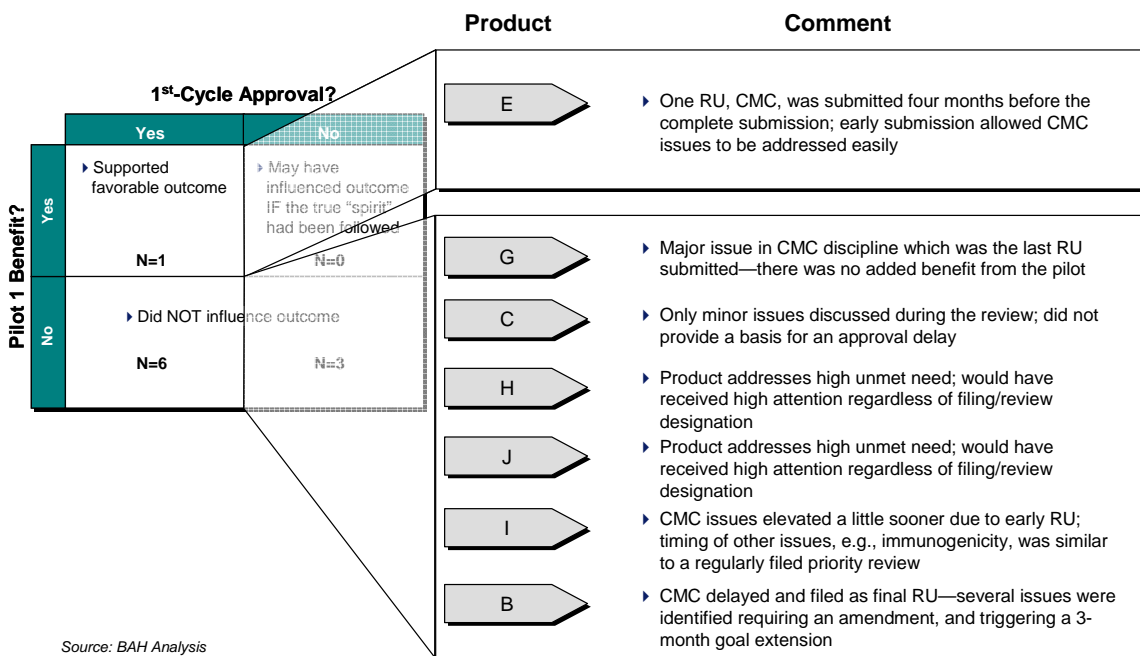 Product
Comment
1st-Cycle Approval?
Yes
No
Pilot 1 Benefit?
Yes
Supported
favorable outcome
N=1
May have
influenced outcome
IF the true “spirit”
had been followed
N=0
No
Did NOT influence outcome
N=6
N=3
E
One RU, CMC, was submitted four months before the
complete submission; early submission allowed CMC
issues to be addressed easily
G
Major issue in CMC discipline which was the last RU
submitted—there was no added benefit from the pilot
C
Only minor issues discussed during the review; did not
provide a basis for an approval delay
H
Product addresses high unmet need; would have
received high attention regardless of filing/review
designation
J
Product addresses high unmet need; would have
received high attention regardless of filing/review
designation
I
CMC issues elevated a little sooner due to early RU;
timing of other issues, e.g., immunogenicity, was similar
to a regularly filed priority review
B
CMC delayed and filed as final RU—several issues were
identified requiring an amendment, and triggering a 3-
month goal extension
Source: BAH Analysis